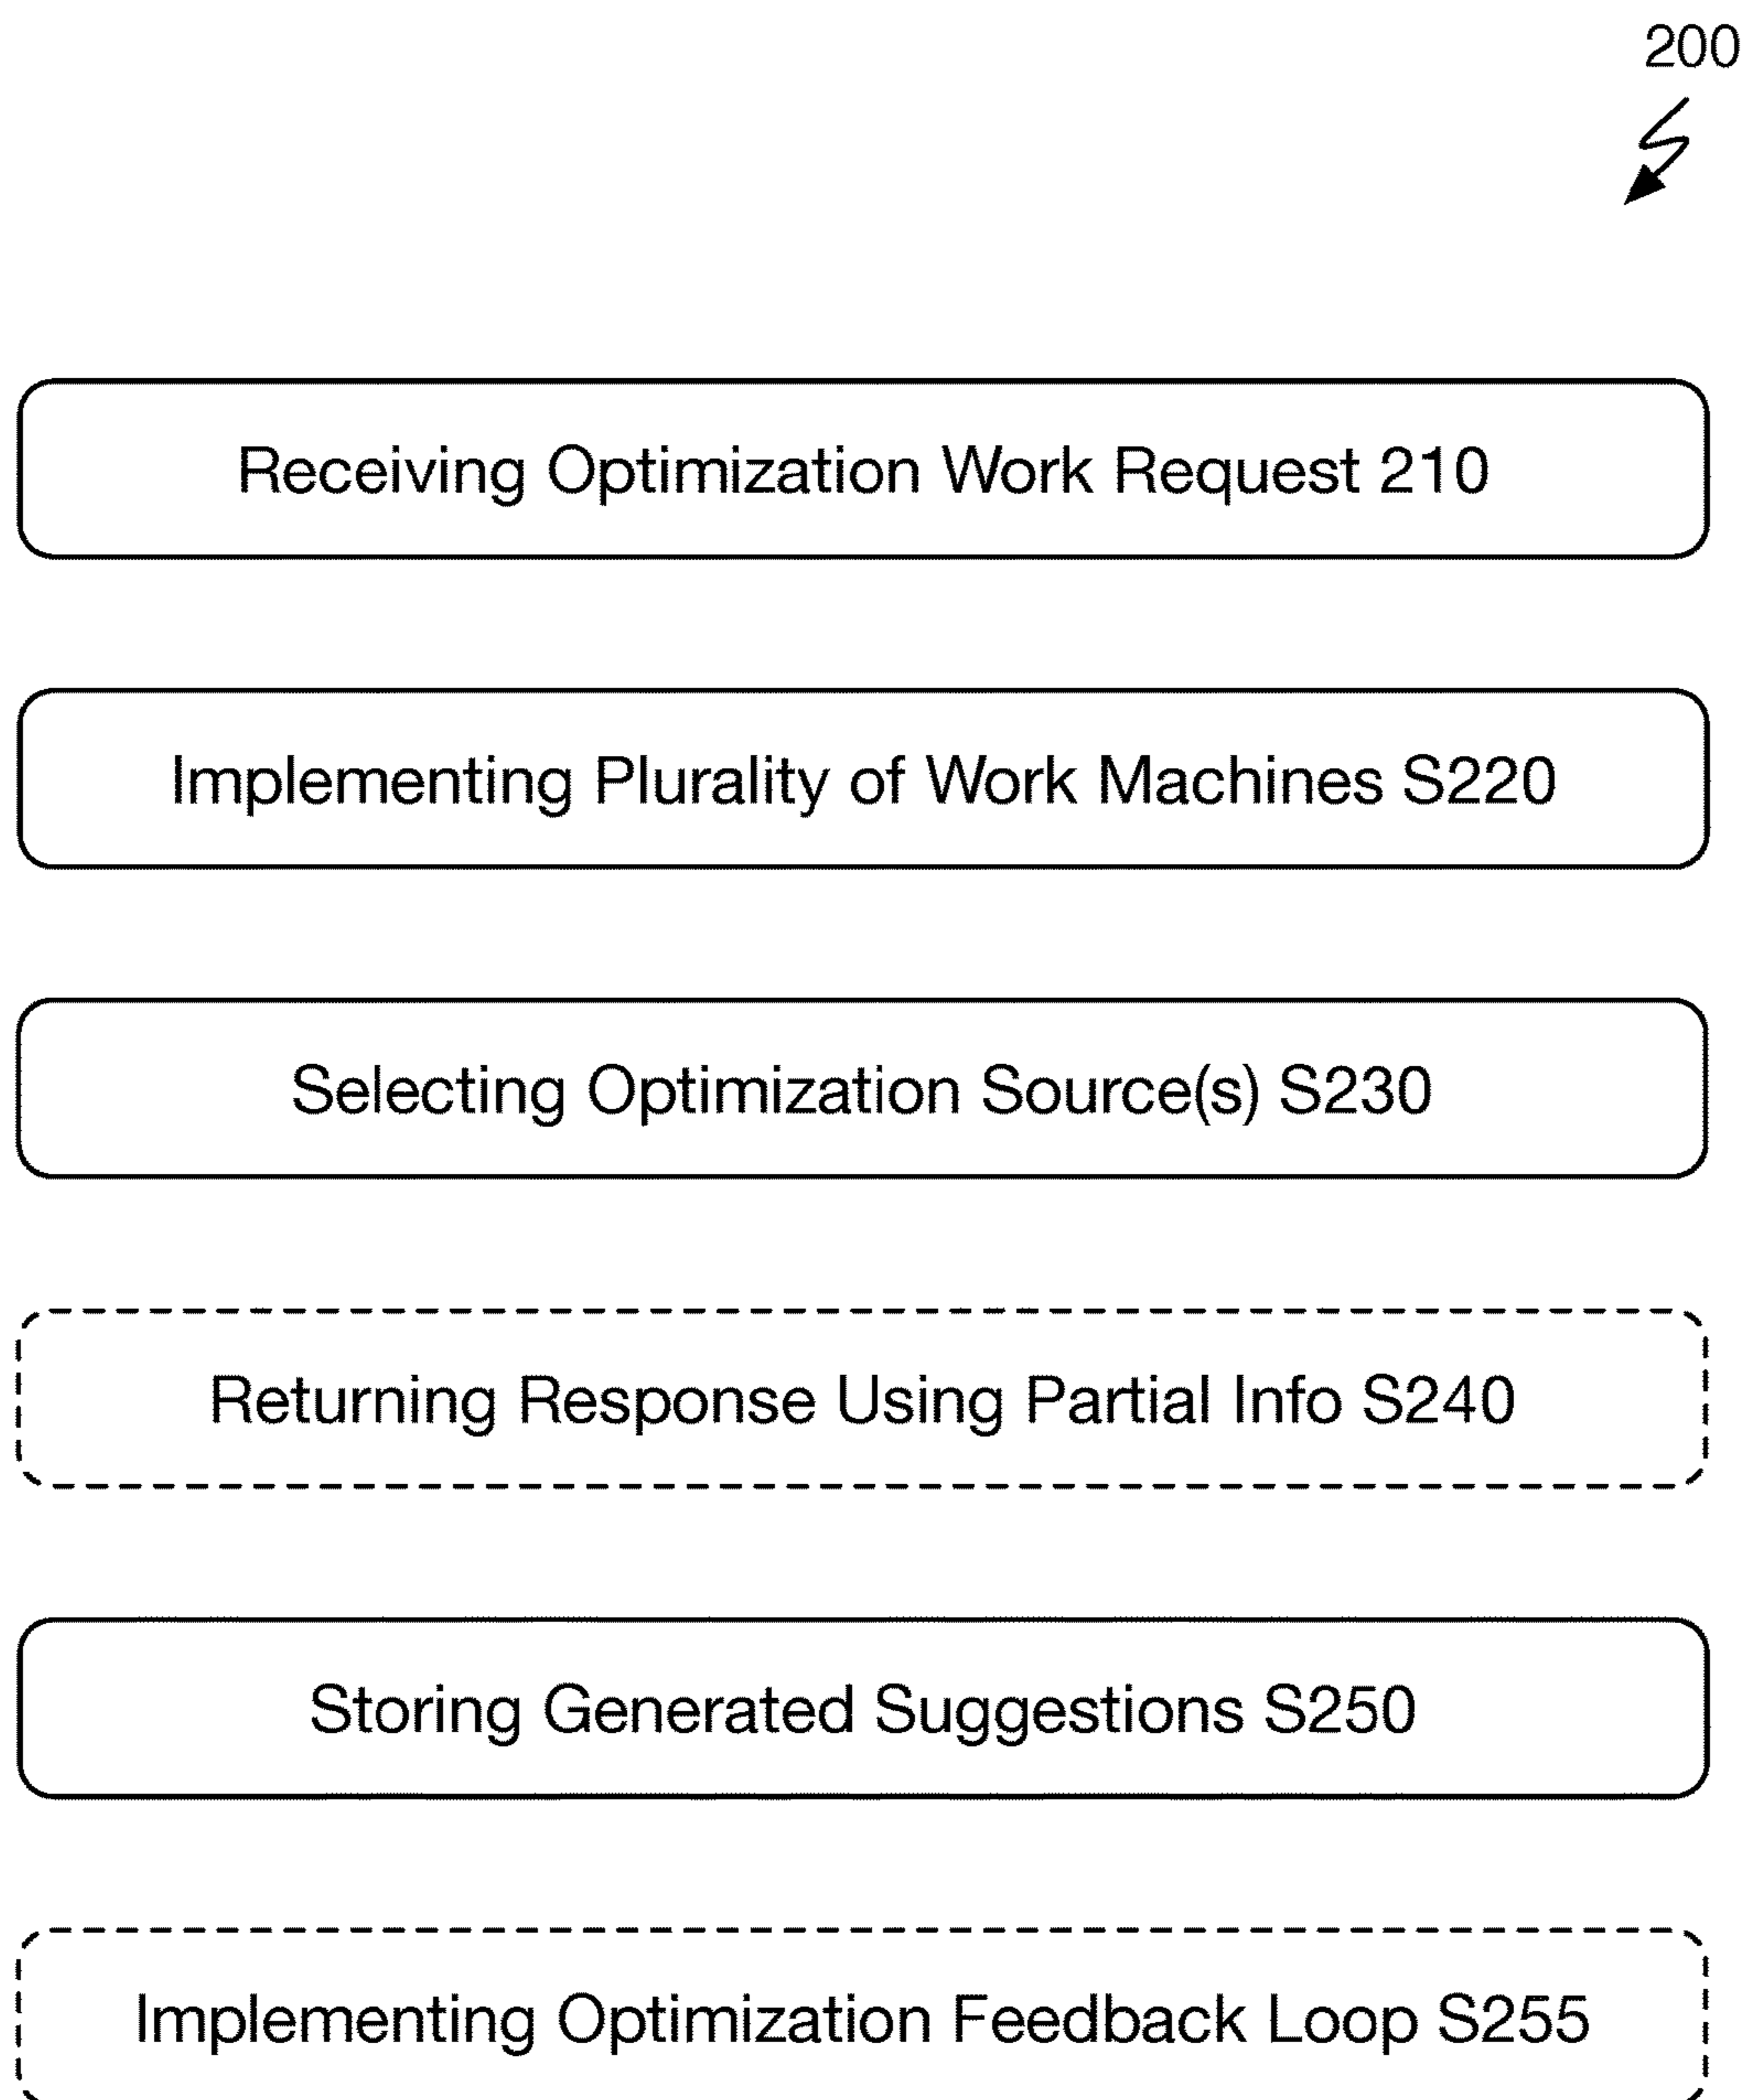 200
Receiving Optimization Work Request 210
Implementing Plurality of Work Machines S220
Selecting Optimization Source(s) S230
Returning Response Using Partial Info S240
Storing Generated Suggestions S250
Implementing Optimization Feedback Loop S255